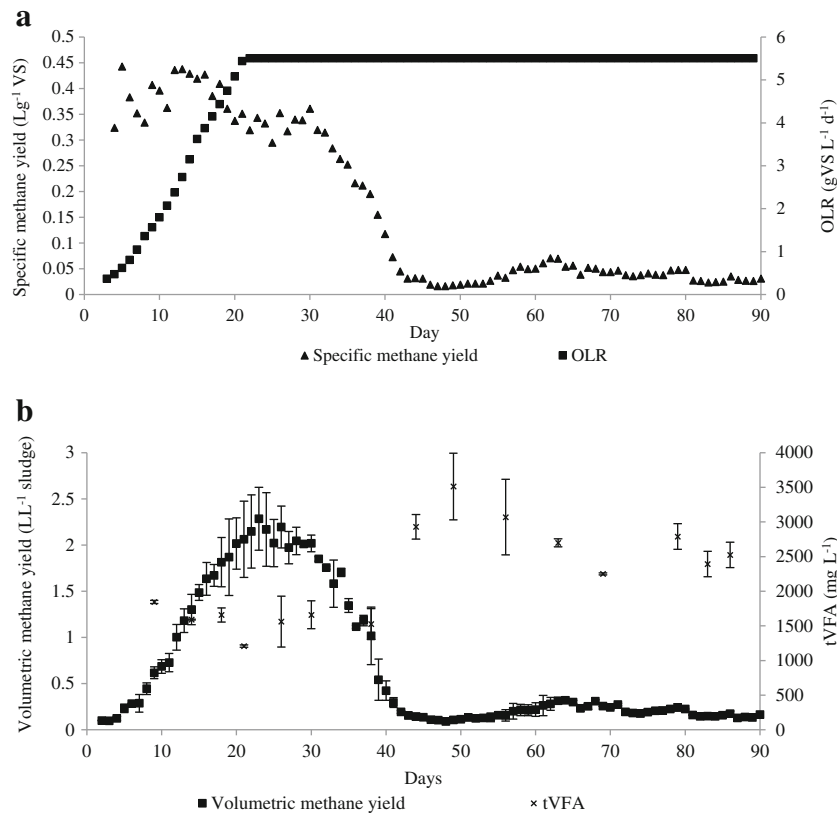 a
Specific methane yield (Lg⁻¹ VS)
0.5
0.45
0.4
0.35
0.3
0.25
0.2
0.15
0.1
0.05
0
6
5
4
3
2
1
0
OLR (gVS L⁻¹ d⁻¹)
0 10 20 30 40 50 60 70 80 90
Day
▲ Specific methane yield ■ OLR
b
Volumetric methane yield (LL⁻¹ sludge)
3
2.5
2
1.5
1
0.5
0
4000
3500
3000
2500
2000
1500
1000
500
0
tVFA (mg L⁻¹)
0 10 20 30 40 50 60 70 80 90
Days
■ Volumetric methane yield × tVFA